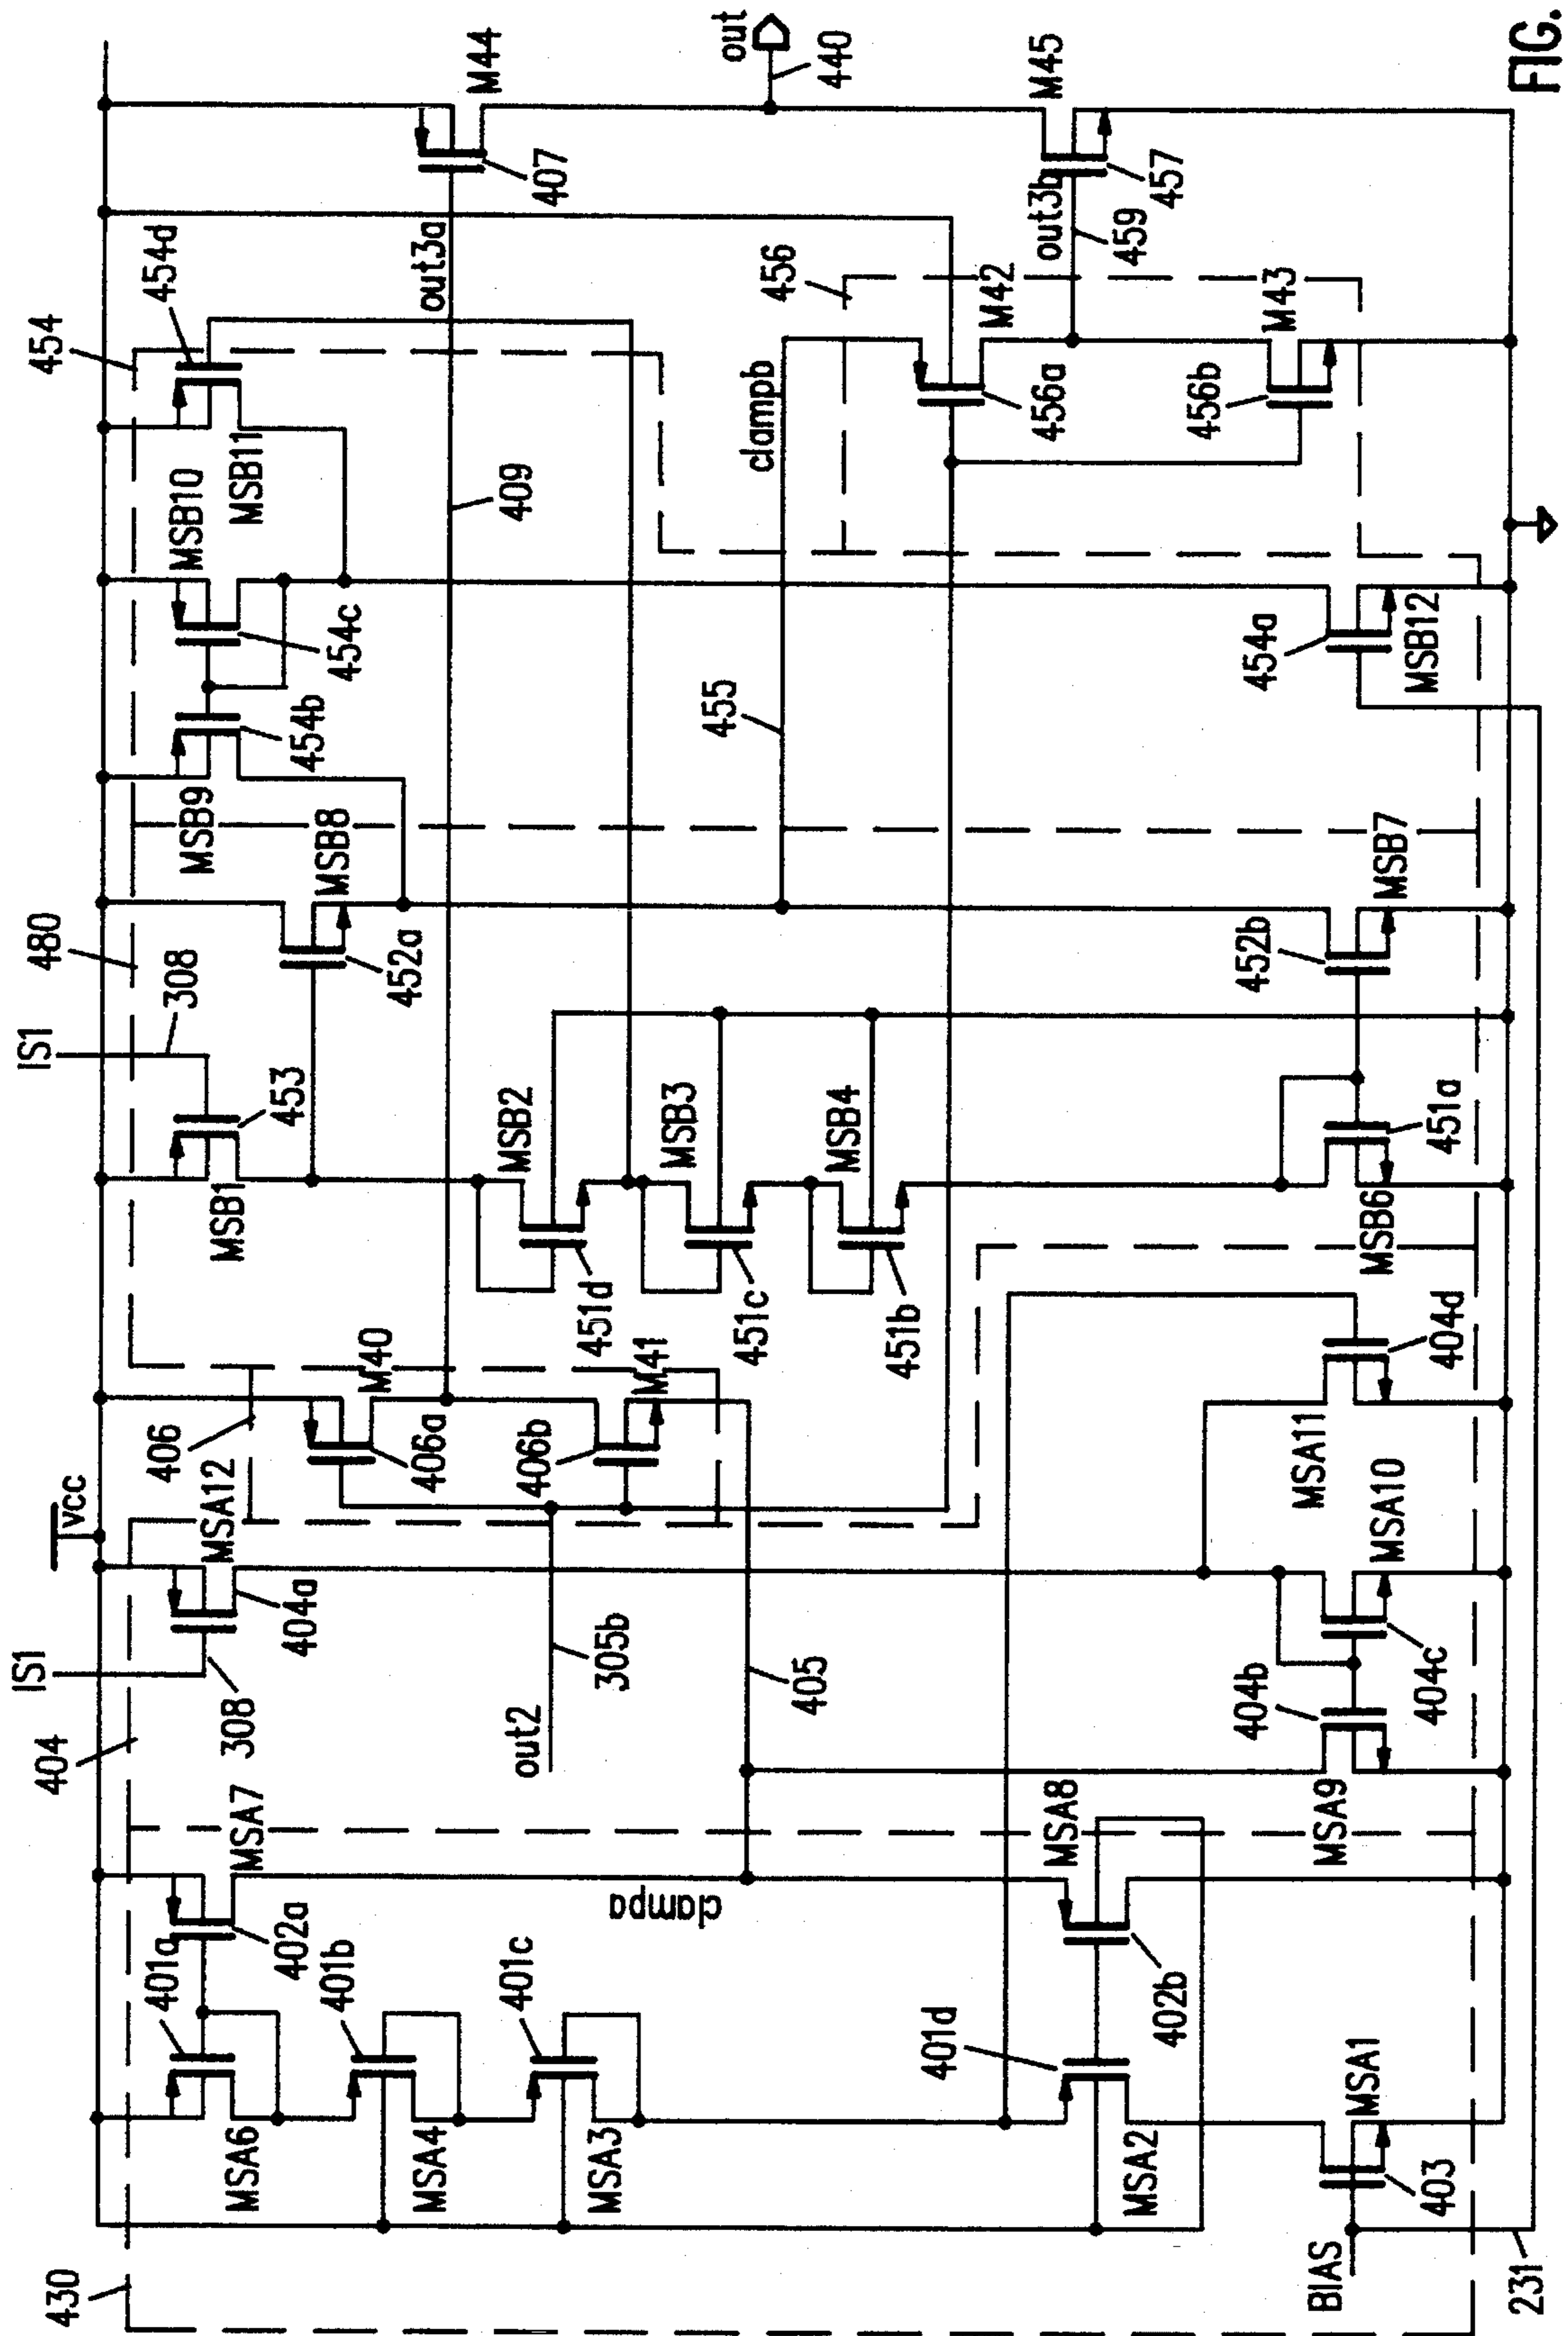 FIG.
430
404
IS1
308
vcc
406
IS1
308
480
454
454d
401a
MSA7
402a
MSA6
401b
MSA4
401c
MSA3
clampa
MSA12
404a
out2
305b
405
M40
406a
406b
M41
MSB1
453
452a
MSB8
MSB9
454b
454c
MSB10
MSB11
409
out3a
407
M44
out
440
451d
MSB2
451c
MSB3
451b
MSB4
455
clampb
456
456a
M42
out3b
459
M45
457
456b
M43
401d
MSA2
402b
MSA8
404b
MSA9
404c
MSA10
MSA11
404d
MSB6
451a
452b
MSB7
454a
MSB12
BIAS
403
MSA1
231